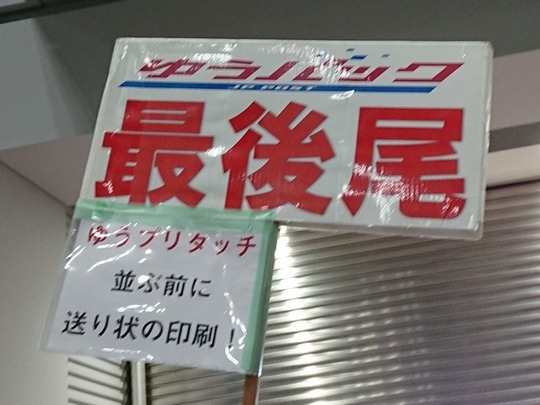 ゆうパック
JP POST
最後尾
ゆうプリタッチ
並ぶ前に
送り状の印刷!